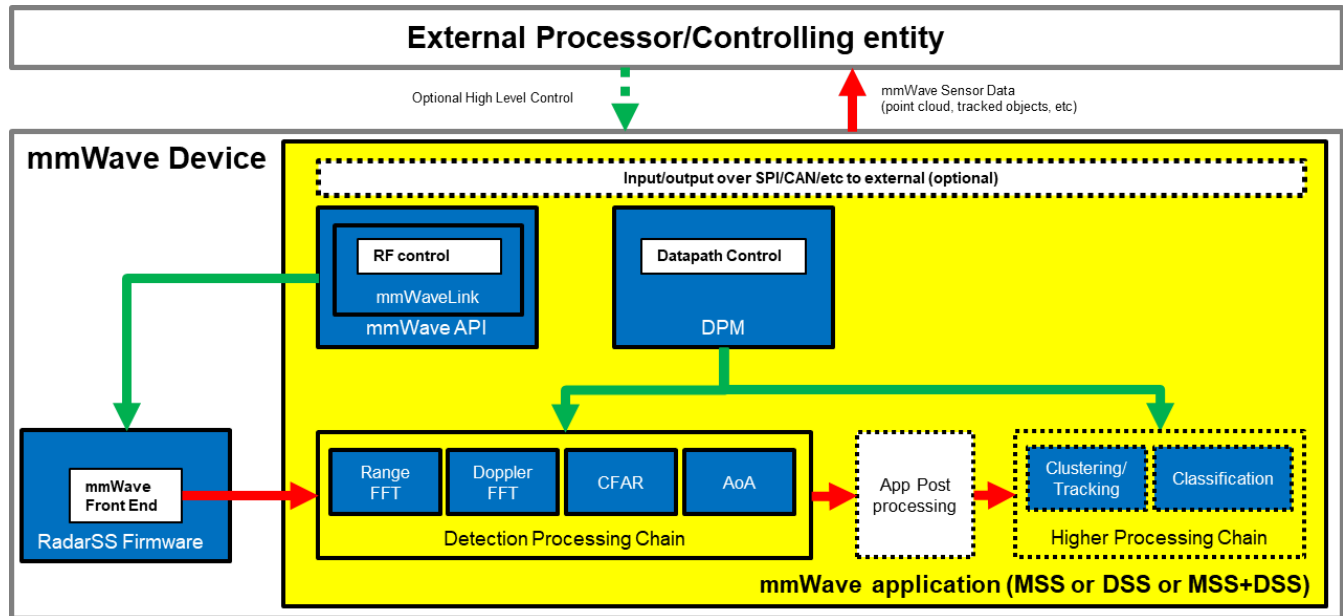 External Processor/Controlling entity
Optional High Level Control
mmWave Sensor Data
(point cloud, tracked objects, etc)
mmWave Device
Input/output over SPI/CAN/etc to external (optional)
RF control
mmWaveLink
mmWave API
Datapath Control
DPM
mmWave
Front End
RadarSS Firmware
Range
FFT
Doppler
FFT
CFAR
AoA
Detection Processing Chain
App Post
processing
Clustering/
Tracking
Classification
Higher Processing Chain
mmWave application (MSS or DSS or MSS+DSS)